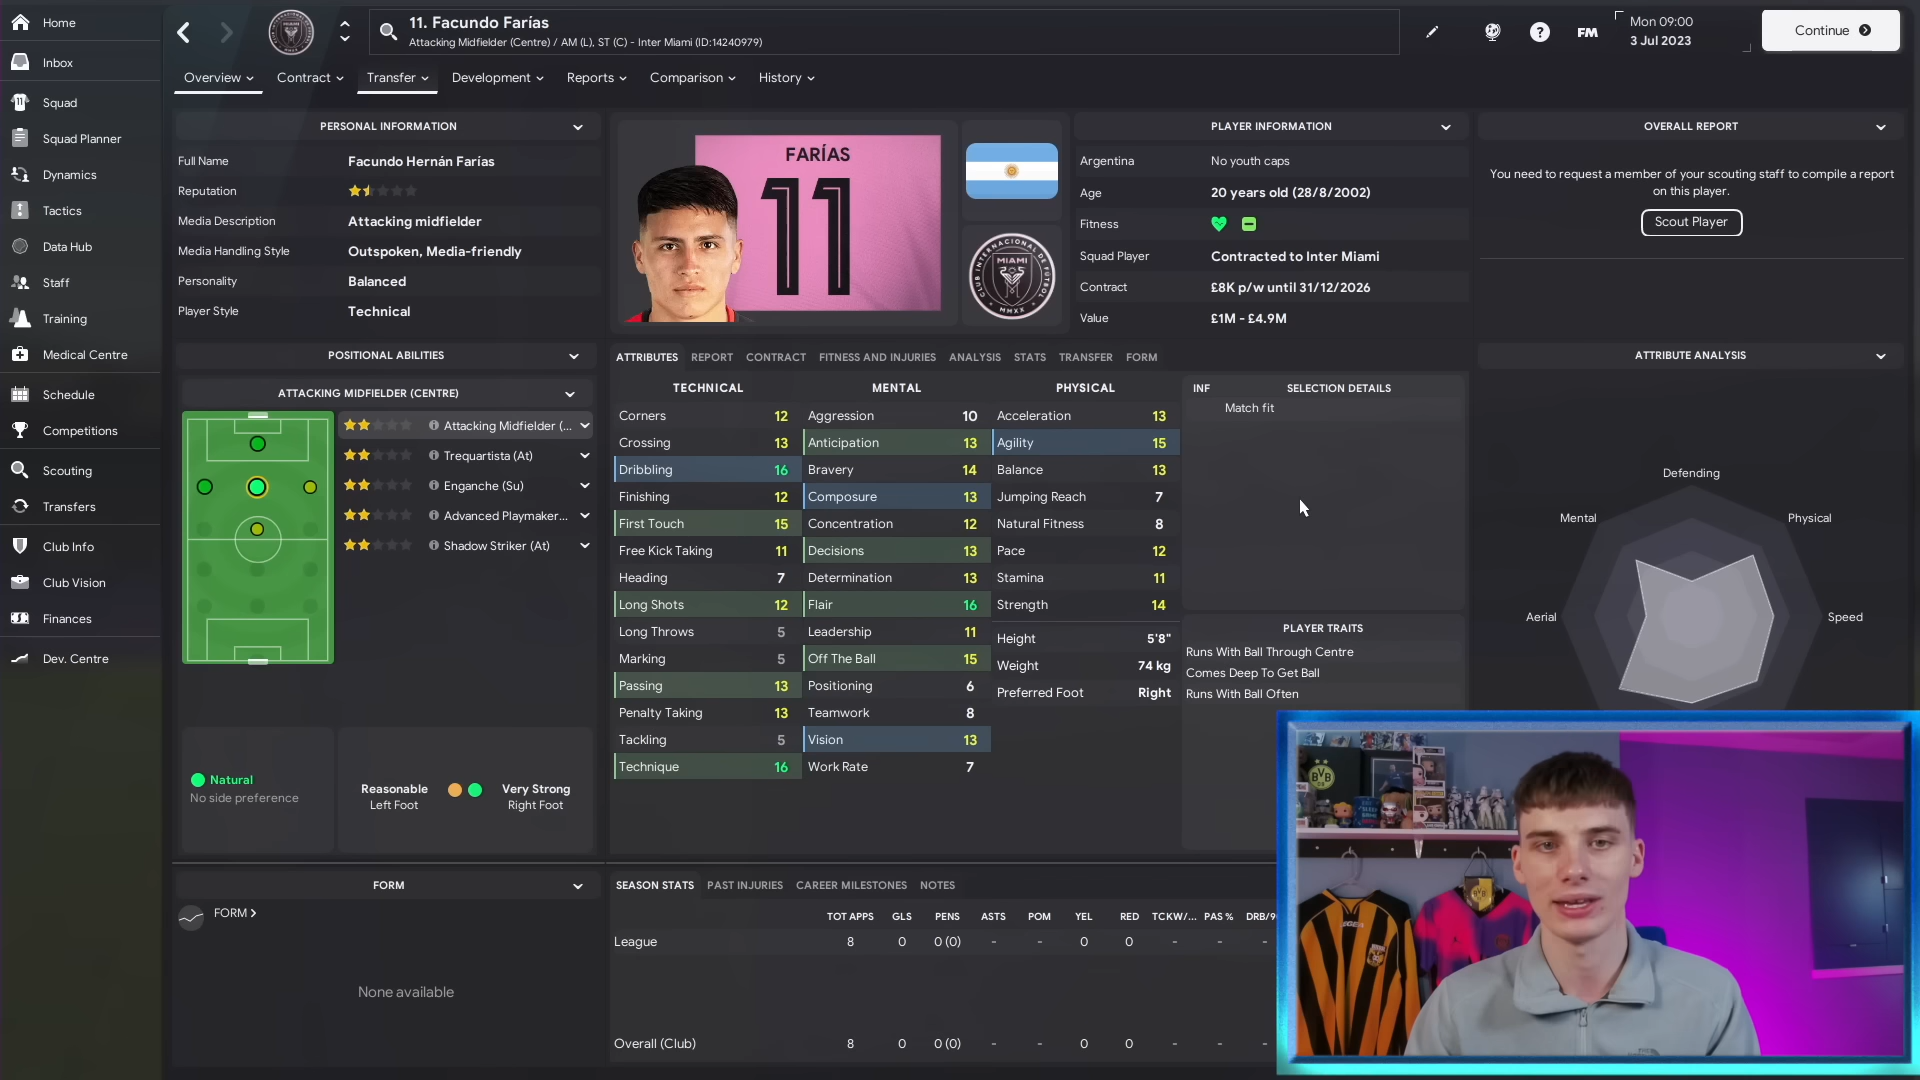 Home
Inbox
Squad
Squad Planner
Dynamics
Tactics
Data Hub
Staff
Training
Medical Centre
Schedule
Competitions
Scouting
Transfers
Club Info
Club Vision
Finances
Dev. Centre
11. Facundo Farías
Attacking Midfielder (Centre) / AM (L), ST (C) - Inter Miami (ID:14240979)
FM
Mon 09:00
3 Jul 2023
Continue
Overview
Contract
Transfer
Development
Reports
Comparison
History
PERSONAL INFORMATION
Full Name Facundo Hernán Farías
Reputation
Media Description Attacking midfielder
Media Handling Style Outspoken, Media-friendly
Personality Balanced
Player Style Technical
FARÍAS
11
MIAMI
PLAYER INFORMATION
Argentina No youth caps
Age 20 years old (28/8/2002)
Fitness
Squad Player Contracted to Inter Miami
Contract £8K p/w until 31/12/2026
Value £1M - £4.9M
OVERALL REPORT
You need to request a member of your scouting staff to compile a report
on this player.
Scout Player
POSITIONAL ABILITIES
ATTACKING MIDFIELDER (CENTRE)
Attacking Midfielder (...
Trequartista (At)
Enganche (Su)
Advanced Playmaker...
Shadow Striker (At)
Natural
No side preference
Reasonable
Left Foot
Very Strong
Right Foot
ATTRIBUTES REPORT CONTRACT FITNESS AND INJURIES ANALYSIS STATS TRANSFER FORM
TECHNICAL
Corners 12
Crossing 13
Dribbling 16
Finishing 12
First Touch 15
Free Kick Taking 11
Heading 7
Long Shots 12
Long Throws 5
Marking 5
Passing 13
Penalty Taking 13
Tackling 5
Technique 16
MENTAL
Aggression 10
Anticipation 13
Bravery 14
Composure 13
Concentration 12
Decisions 13
Determination 13
Flair 16
Leadership 11
Off The Ball 15
Positioning 6
Teamwork 8
Vision 13
Work Rate 7
PHYSICAL
Acceleration 13
Agility 15
Balance 13
Jumping Reach 7
Natural Fitness 8
Pace 12
Stamina 11
Strength 14
Height 5'8"
Weight 74 kg
Preferred Foot Right
INF SELECTION DETAILS
Match fit
PLAYER TRAITS
Runs With Ball Through Centre
Comes Deep To Get Ball
Runs With Ball Often
ATTRIBUTE ANALYSIS
Defending
Mental
Physical
Aerial
Speed
FORM
FORM
None available
SEASON STATS PAST INJURIES CAREER MILESTONES NOTES
TOT APPS GLS PENS ASTS POM YEL RED TCKW/... PAS % DRB/9
League 8 0 0 (0) - - 0 0 - - -
Overall (Club) 8 0 0 (0) - - 0 0 - - -
BVB